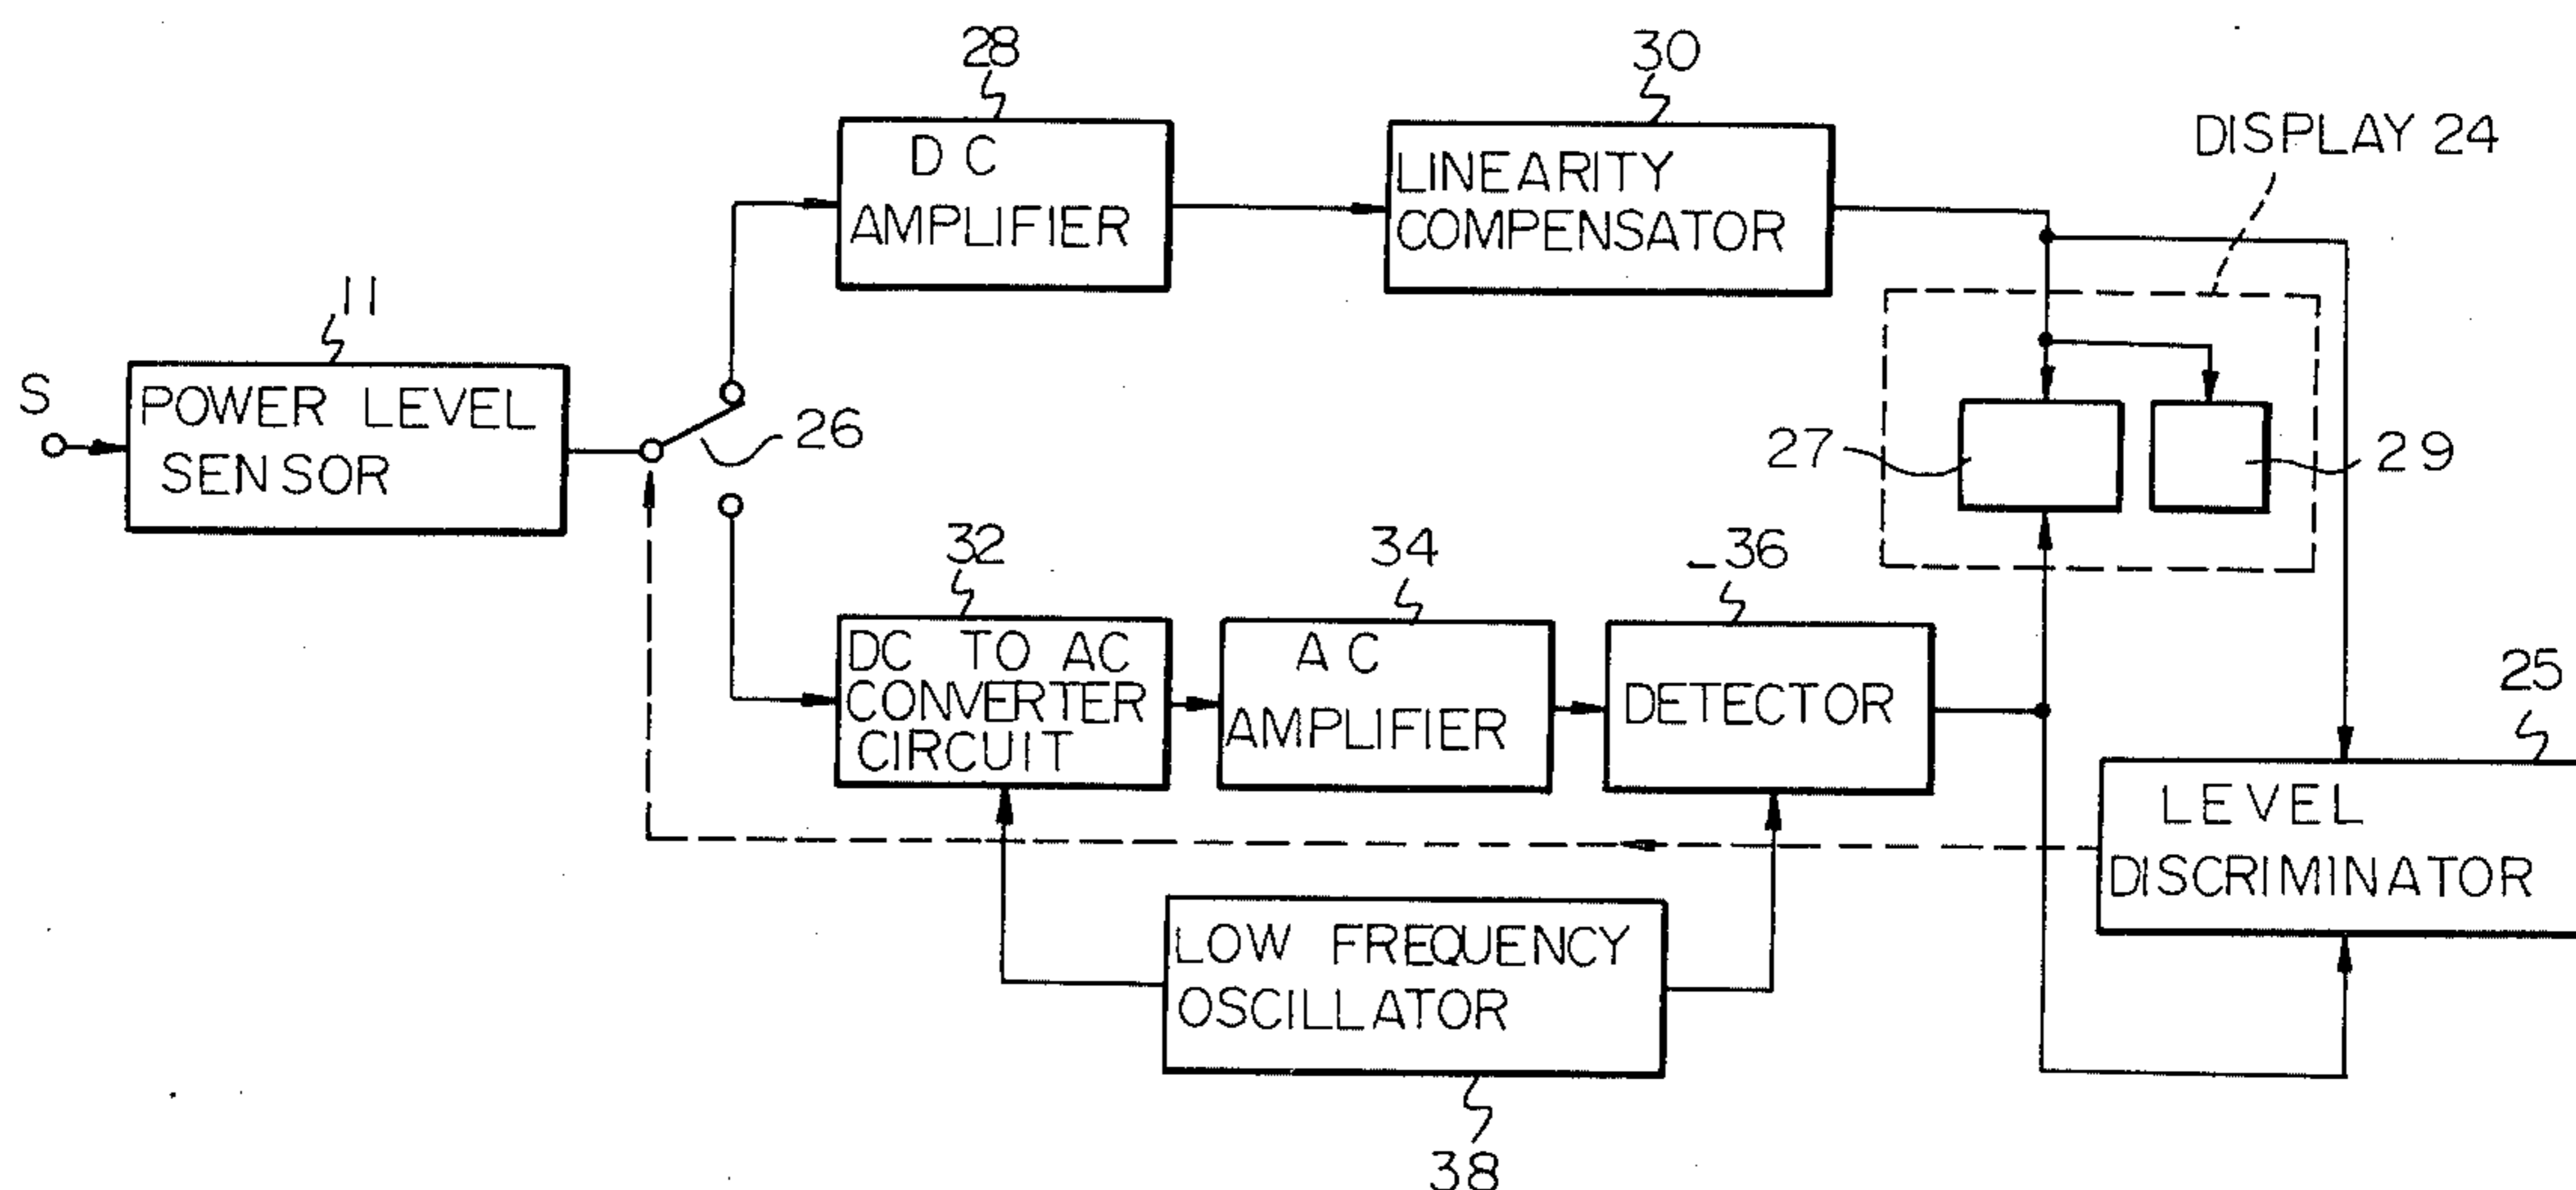 28
30
DISPLAY 24
DC
AMPLIFIER
LINEARITY
COMPENSATOR
11
S
POWER LEVEL
SENSOR
26
27
29
32
34
36
DC TO AC
CONVERTER
CIRCUIT
AC
AMPLIFIER
DETECTOR
25
LEVEL
DISCRIMINATOR
LOW FREQUENCY
OSCILLATOR
38